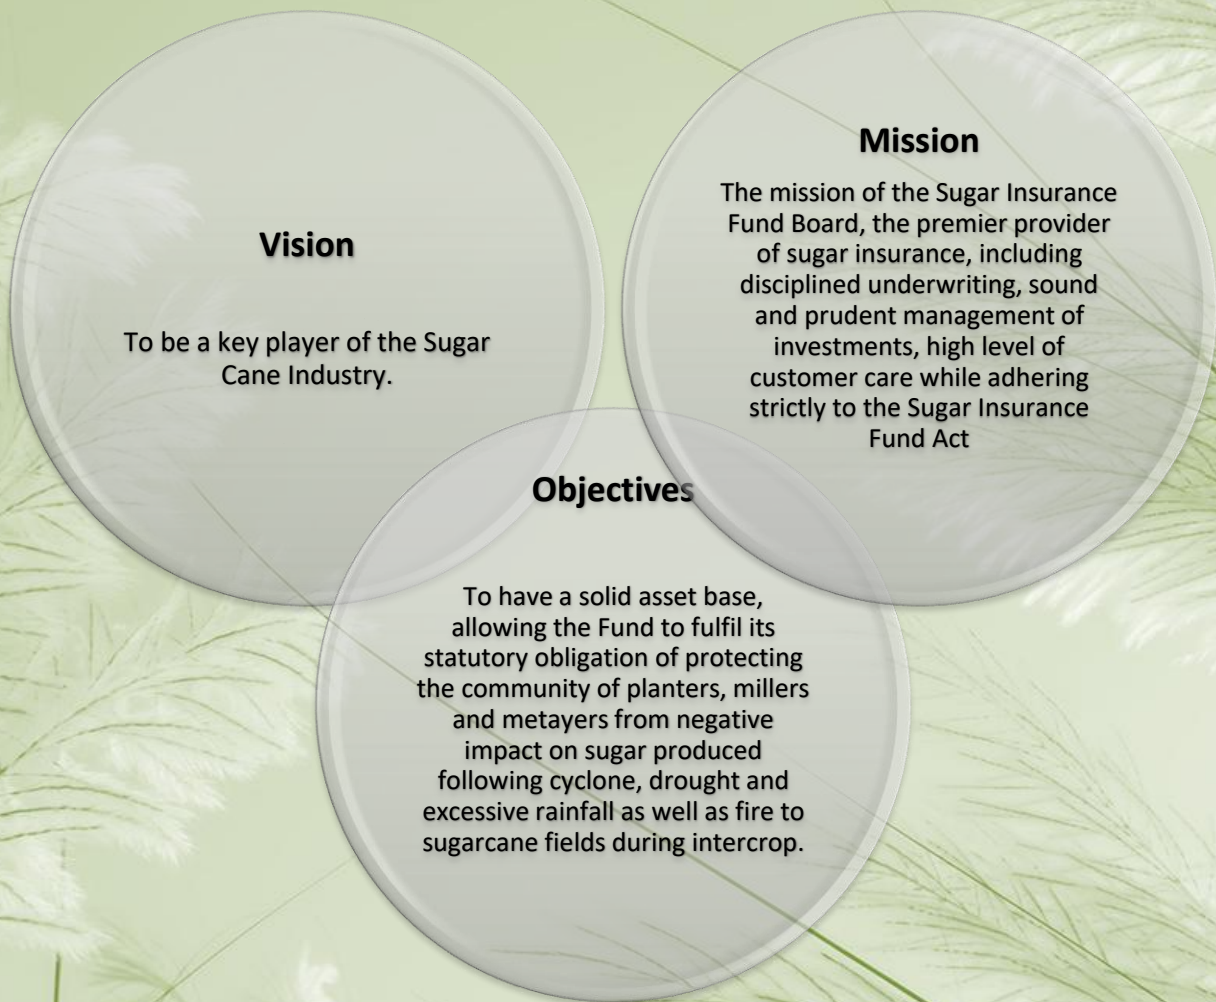 Vision
To be a key player of the Sugar
Cane Industry.
Mission
The mission of the Sugar Insurance
Fund Board, the premier provider
of sugar insurance, including
disciplined underwriting, sound
and prudent management of
investments, high level of
customer care while adhering
strictly to the Sugar Insurance
Fund Act
Objectives
To have a solid asset base,
allowing the Fund to fulfil its
statutory obligation of protecting
the community of planters, millers
and metayers from negative
impact on sugar produced
following cyclone, drought and
excessive rainfall as well as fire to
sugarcane fields during intercrop.